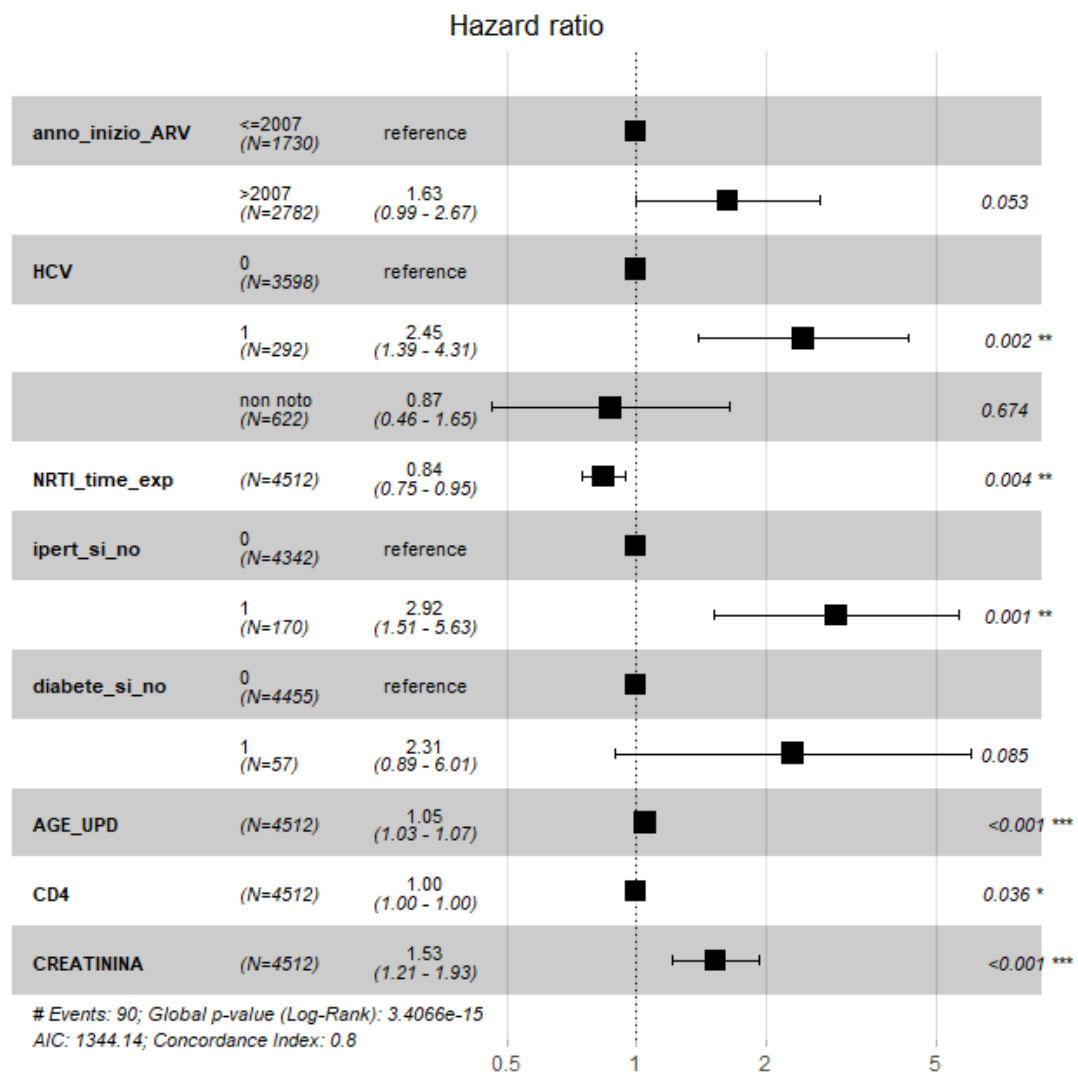 Hazard ratio
anno_inizio_ARV <=2007 reference
(N=1730)
>2007 1.63 0.053
(N=2782) (0.99 - 2.67)
HCV 0 reference
(N=3598)
1 2.45 0.002 **
(N=292) (1.39 - 4.31)
non noto 0.87 0.674
(N=622) (0.46 - 1.65)
NRTI_time_exp (N=4512) 0.84 0.004 **
(0.75 - 0.95)
ipert_si_no 0 reference
(N=4342)
1 2.92 0.001 **
(N=170) (1.51 - 5.63)
diabete_si_no 0 reference
(N=4455)
1 2.31 0.085
(N=57) (0.89 - 6.01)
AGE_UPD (N=4512) 1.05 <0.001 ***
(1.03 - 1.07)
CD4 (N=4512) 1.00 0.036 *
(1.00 - 1.00)
CREATININA (N=4512) 1.53 <0.001 ***
(1.21 - 1.93)
# Events: 90; Global p-value (Log-Rank): 3.4066e-15
AIC: 1344.14; Concordance Index: 0.8
0.5 1 2 5